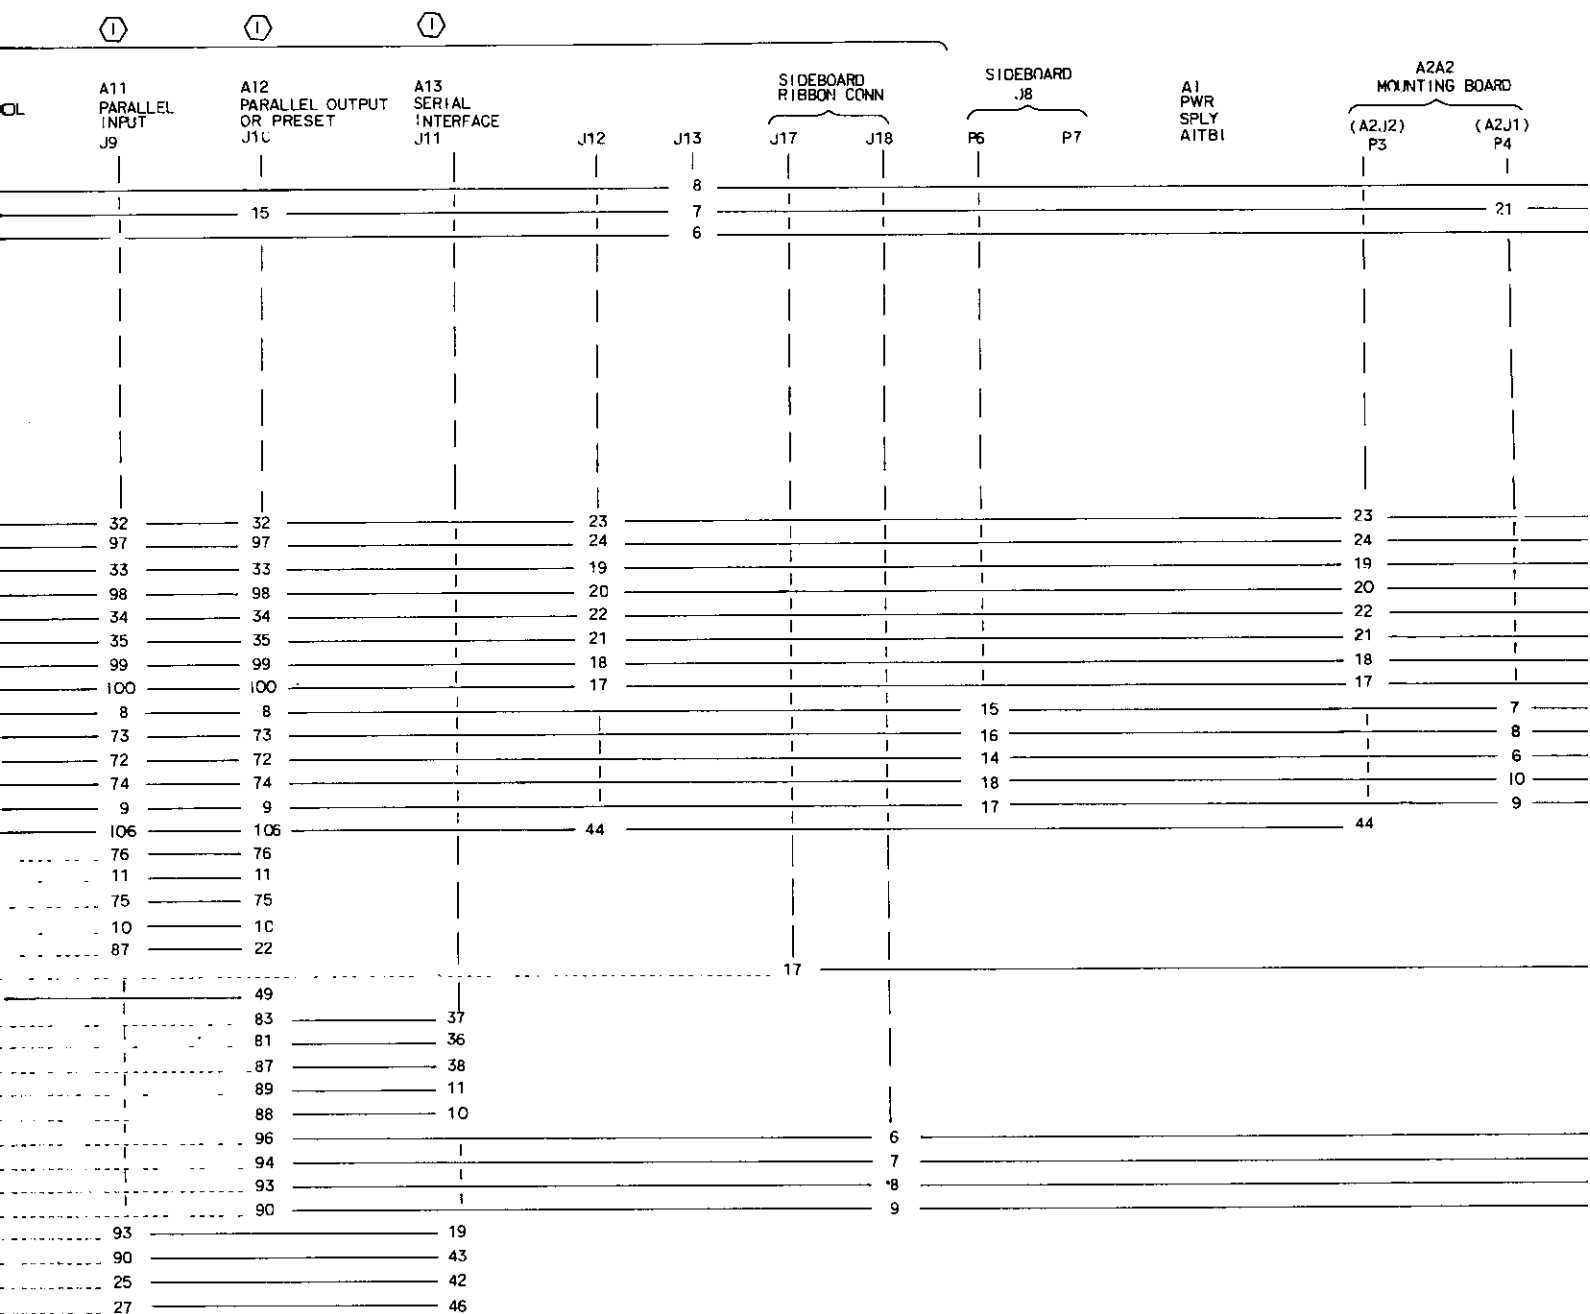 I I I
OL A11 PARALLEL INPUT J9
A12 PARALLEL OUTPUT OR PRESET J10
A13 SERIAL INTERFACE J11
J12 J13
SIDEBOARD RIBBON CONN
J17 J18
SIDEBOARD J8
P6 P7
A1 PWR SPLY A1TB1
A2A2 MOUNTING BOARD
(A2J2) P3 (A2J1) P4
8
15 7 21
6
32 32 23 23
97 97 24 24
33 33 19 19
98 98 20 20
34 34 22 22
35 35 21 21
99 99 18 18
100 100 17 17
8 8 15 7
73 73 16 8
72 72 14 6
74 74 18 10
9 9 17 9
106 106 44 44
76 76
11 11
75 75
10 10
87 22
17
49
83 37
81 36
87 38
89 11
88 10
96 6
94 7
93 8
90 9
93 19
90 43
25 42
27 46